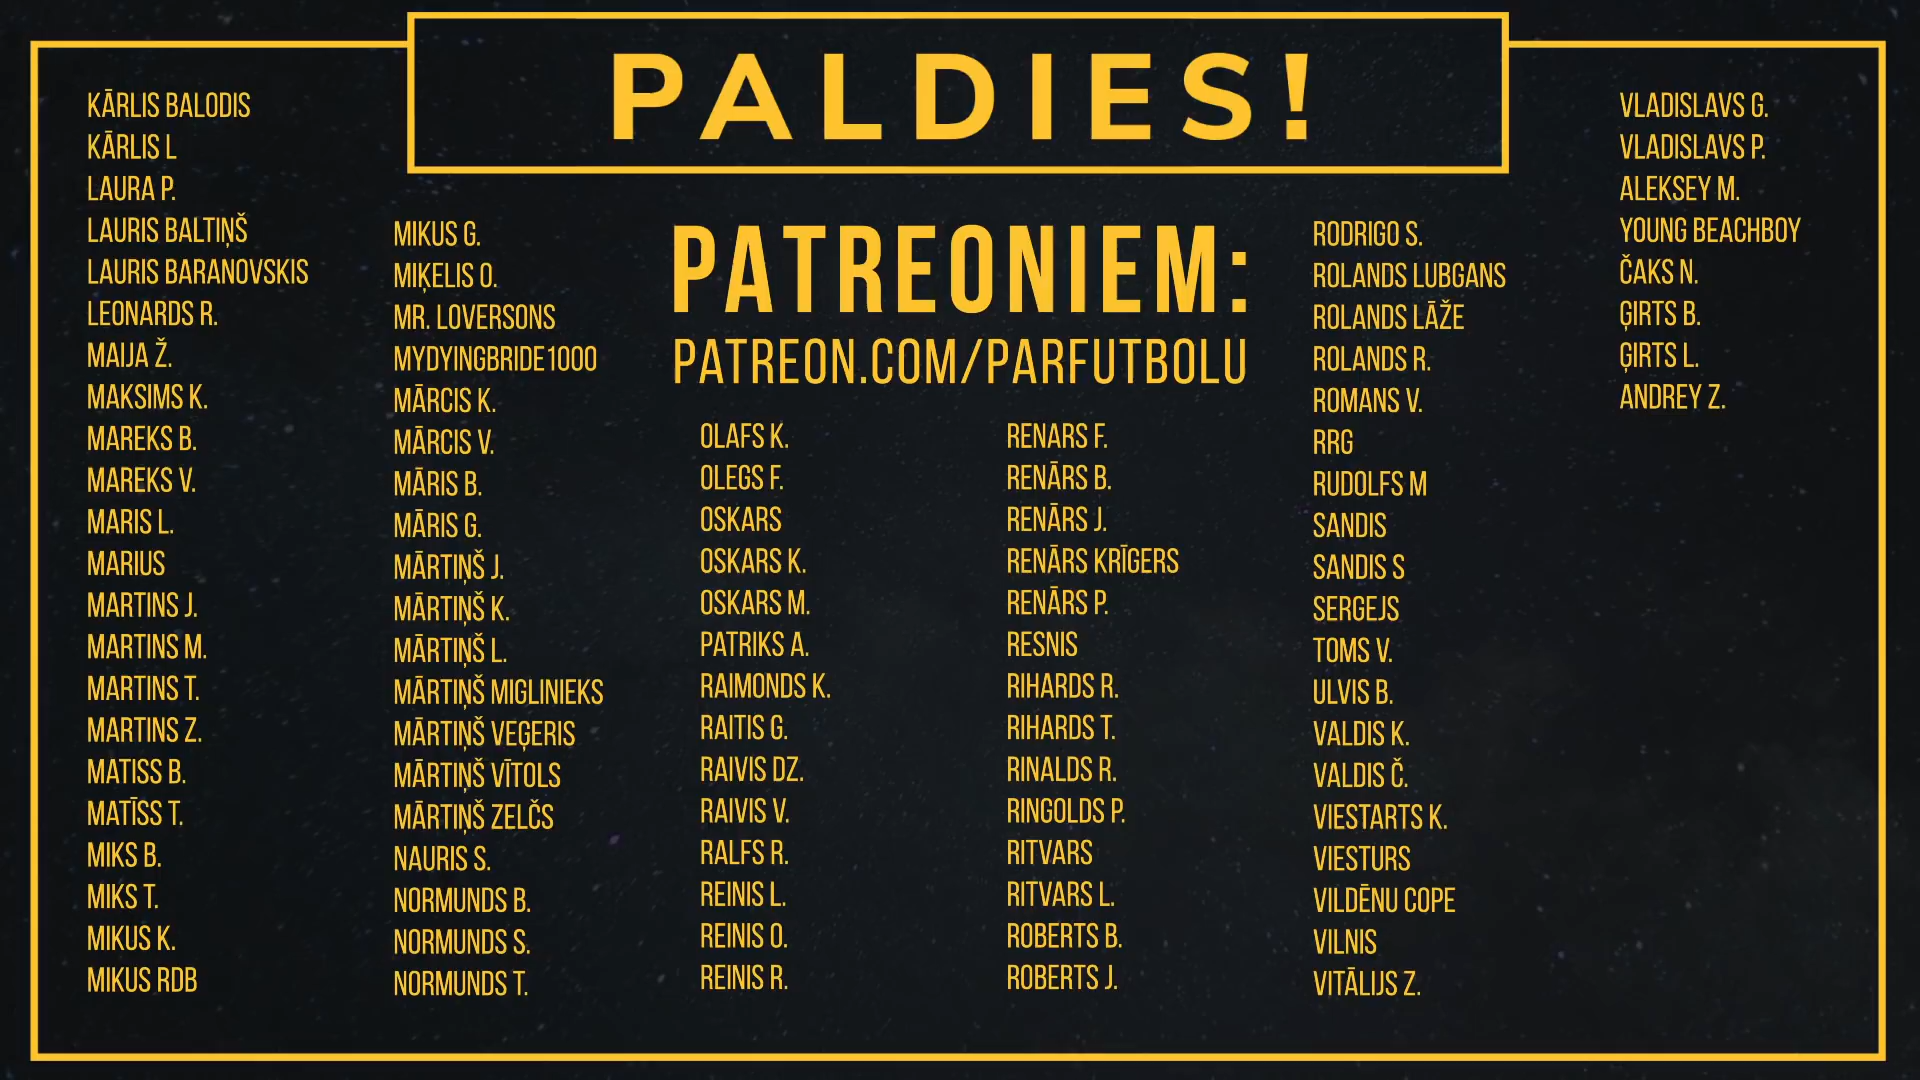 PALDIES!
PATREONIEM:
PATREON.COM/PARFUTBOLU
KĀRLIS BALODIS
KĀRLIS L
LAURA P.
LAURIS BALTIŅŠ
LAURIS BARANOVSKIS
LEONARDS R.
MAIJA Ž.
MAKSIMS K.
MAREKS B.
MAREKS V.
MARIS L.
MARIUS
MARTINS J.
MARTINS M.
MARTINS T.
MARTINS Z.
MATISS B.
MATĪSS T.
MIKS B.
MIKS T.
MIKUS K.
MIKUS RDB
MIKUS G.
MIĶELIS O.
MR. LOVERSONS
MYDYINGBRIDE1000
MĀRCIS K.
MĀRCIS V.
MĀRIS B.
MĀRIS G.
MĀRTIŅŠ J.
MĀRTIŅŠ K.
MĀRTIŅŠ L.
MĀRTIŅŠ MIGLINIEKS
MĀRTIŅŠ VEĢERIS
MĀRTIŅŠ VĪTOLS
MĀRTIŅŠ ZELČS
NAURIS S.
NORMUNDS B.
NORMUNDS S.
NORMUNDS T.
OLAFS K.
OLEGS F.
OSKARS
OSKARS K.
OSKARS M.
PATRIKS A.
RAIMONDS K.
RAITIS G.
RAIVIS DZ.
RAIVIS V.
RALFS R.
REINIS L.
REINIS O.
REINIS R.
RENARS F.
RENĀRS B.
RENĀRS J.
RENĀRS KRĪGERS
RENĀRS P.
RESNIS
RIHARDS R.
RIHARDS T.
RINALDS R.
RINGOLDS P.
RITVARS
RITVARS L.
ROBERTS B.
ROBERTS J.
RODRIGO S.
ROLANDS LUBGANS
ROLANDS LĀŽE
ROLANDS R.
ROMANS V.
RRG
RUDOLFS M
SANDIS
SANDIS S
SERGEJS
TOMS V.
ULVIS B.
VALDIS K.
VALDIS Č.
VIESTARTS K.
VIESTURS
VILDĒNU COPE
VILNIS
VITĀLIJS Z.
VLADISLAVS G.
VLADISLAVS P.
ALEKSEY M.
YOUNG BEACHBOY
ČAKS N.
ĢIRTS B.
ĢIRTS L.
ANDREY Z.